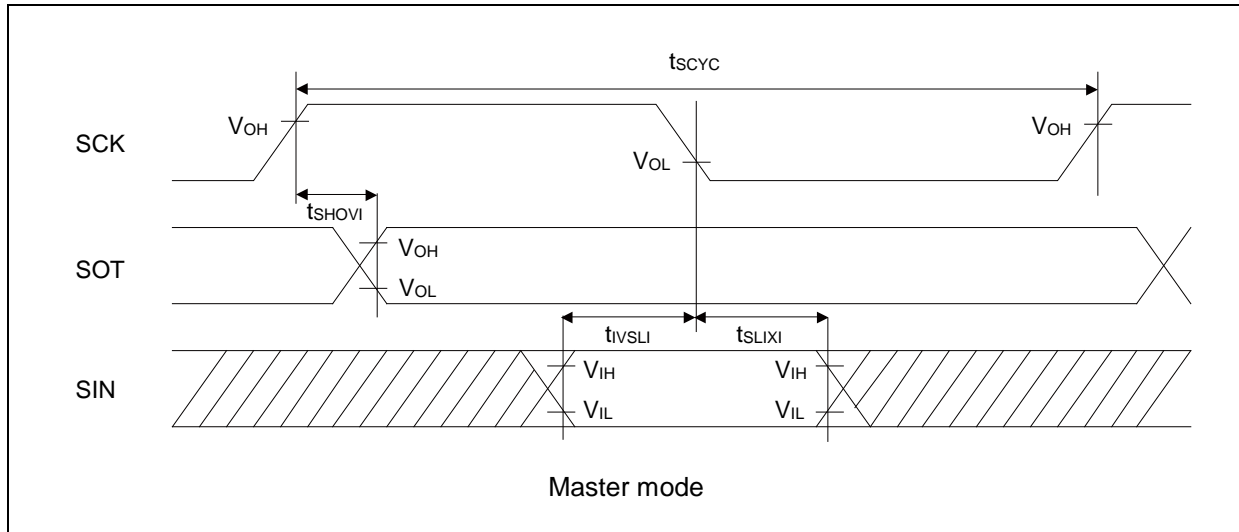 tSCYC
SCK
VOH
VOL
VOH
tSHOVI
SOT
VOH
VOL
tIVSLI
tSLIXI
SIN
VIH
VIL
VIH
VIL
Master mode